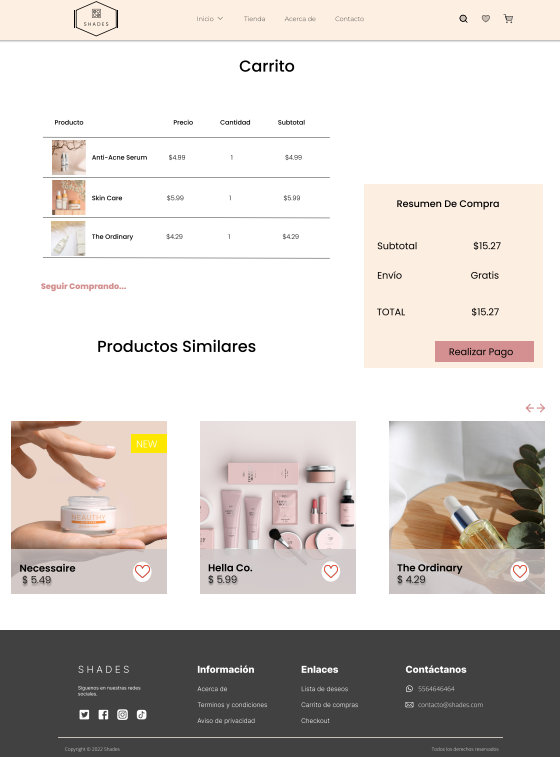 SHADES
Inicio
Tienda
Acerca de
Contacto
Carrito
Producto Precio Cantidad Subtotal
Anti-Acne Serum $4.99 1 $4.99
Skin Care $5.99 1 $5.99
The Ordinary $4.29 1 $4.29
Seguir Comprando...
Resumen De Compra
Subtotal $15.27
Envío Gratis
TOTAL $15.27
Realizar Pago
Productos Similares
NEW
HEALTHY
Necessaire
$ 5.49
Hella Co.
$ 5.99
The Ordinary
$ 4.29
SHADES
Siguenos en nuestras redes
sociales.
Información
Acerca de
Terminos y condiciones
Aviso de privacidad
Enlaces
Lista de deseos
Carrito de compras
Checkout
Contáctanos
5564646464
contacto@shades.com
Copyright © 2022 Shades
Todos los derechos reservados